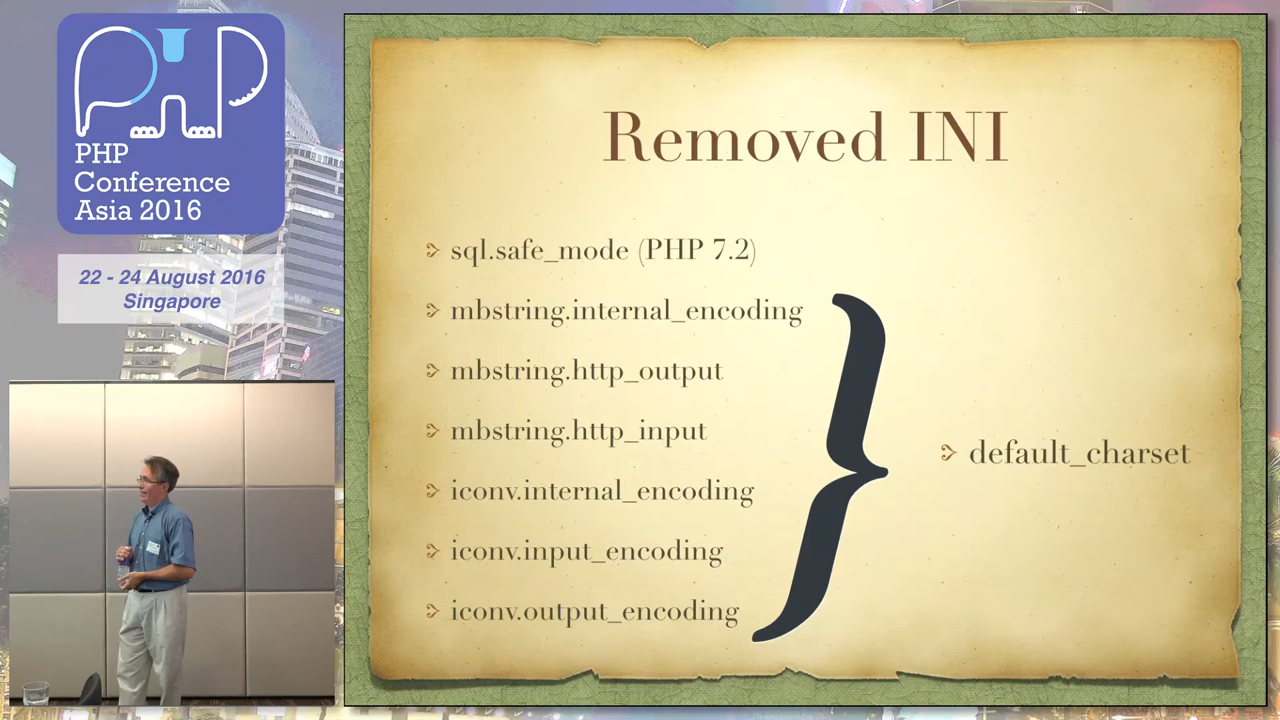 PHP
Conference
Asia 2016
22 - 24 August 2016
Singapore
Removed INI
sql.safe_mode (PHP 7.2)
mbstring.internal_encoding
mbstring.http_output
mbstring.http_input
iconv.internal_encoding
iconv.input_encoding
iconv.output_encoding
default_charset